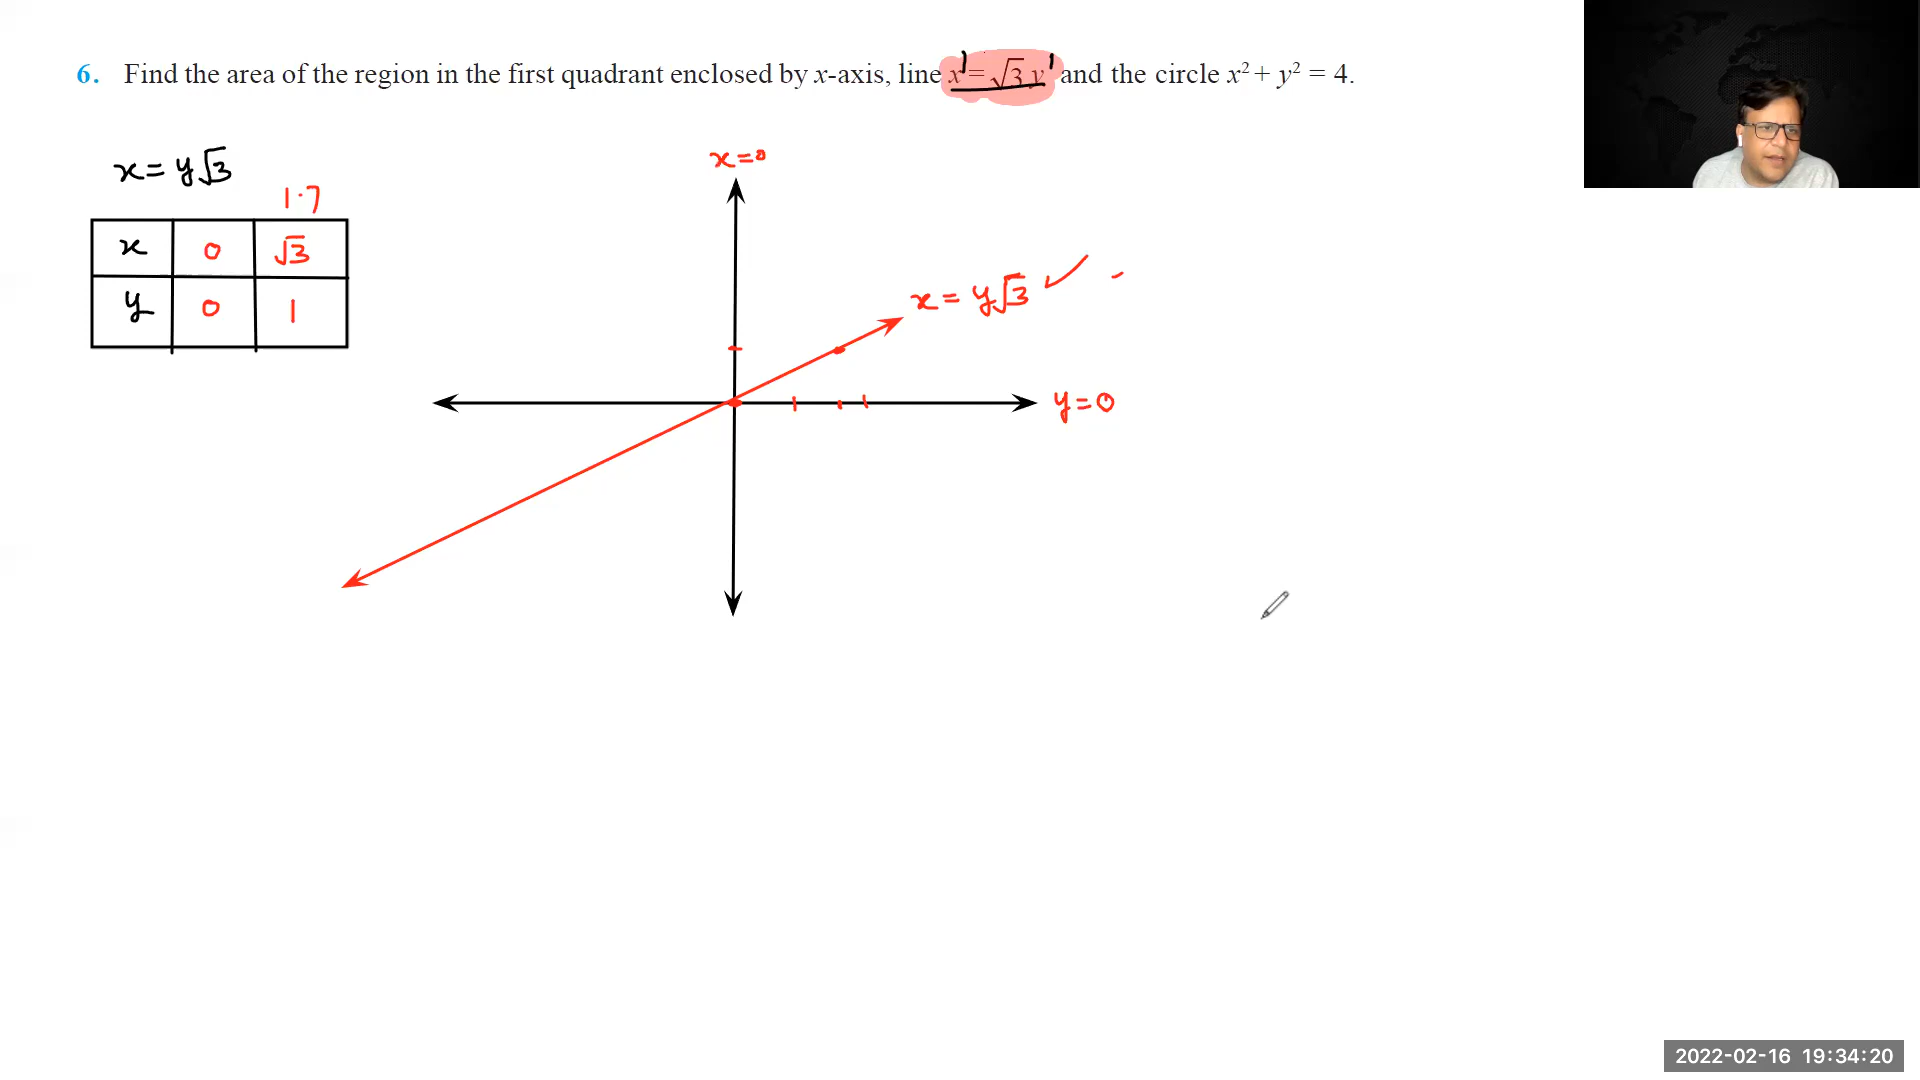 6. Find the area of the region in the first quadrant enclosed by x-axis, line x = √3 y and the circle x² + y² = 4.
x = y√3
1.7
x 0 √3
y 0 1
x = 0
x = y√3
y = 0
2022-02-16 19:34:20